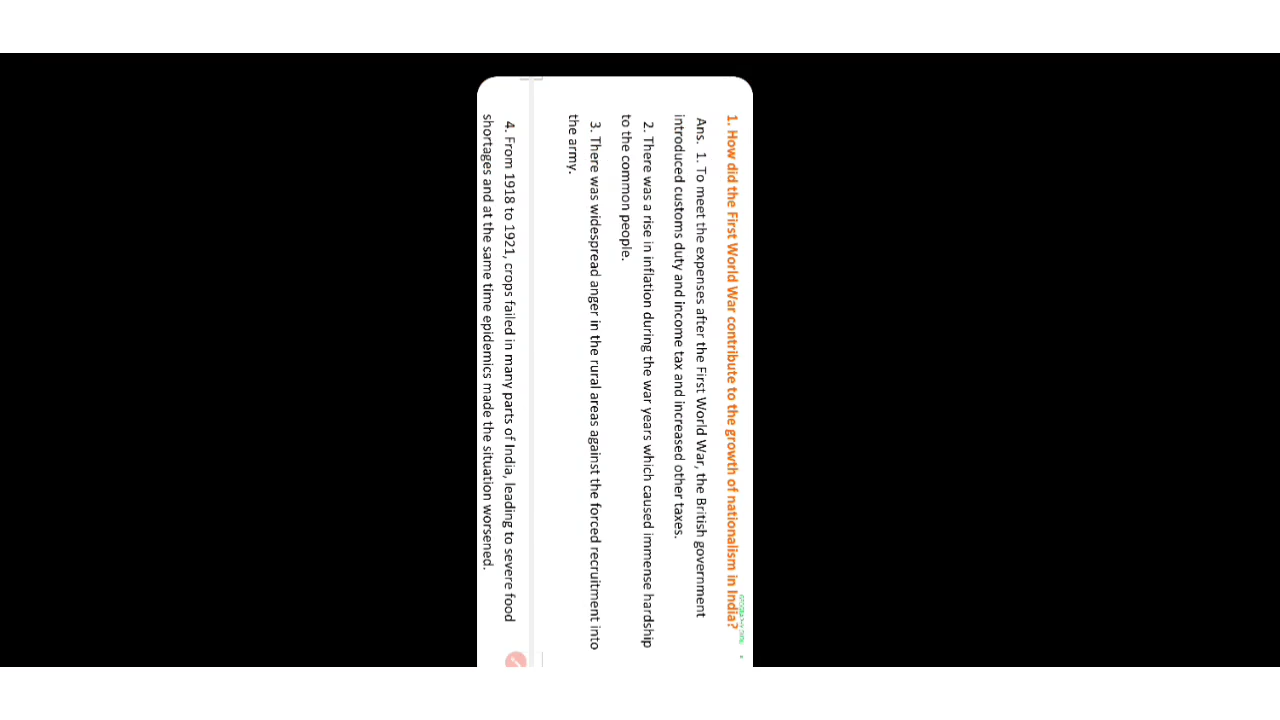 1. How did the First World War contribute to the growth of nationalism in India?
Ans. 1. To meet the expenses after the First World War, the British government
introduced customs duty and income tax and increased other taxes.
2. There was a rise in inflation during the war years which caused immense hardship
to the common people.
3. There was widespread anger in the rural areas against the forced recruitment into
the army.
4. From 1918 to 1921, crops failed in many parts of India, leading to severe food
shortages and at the same time epidemics made the situation worsened.